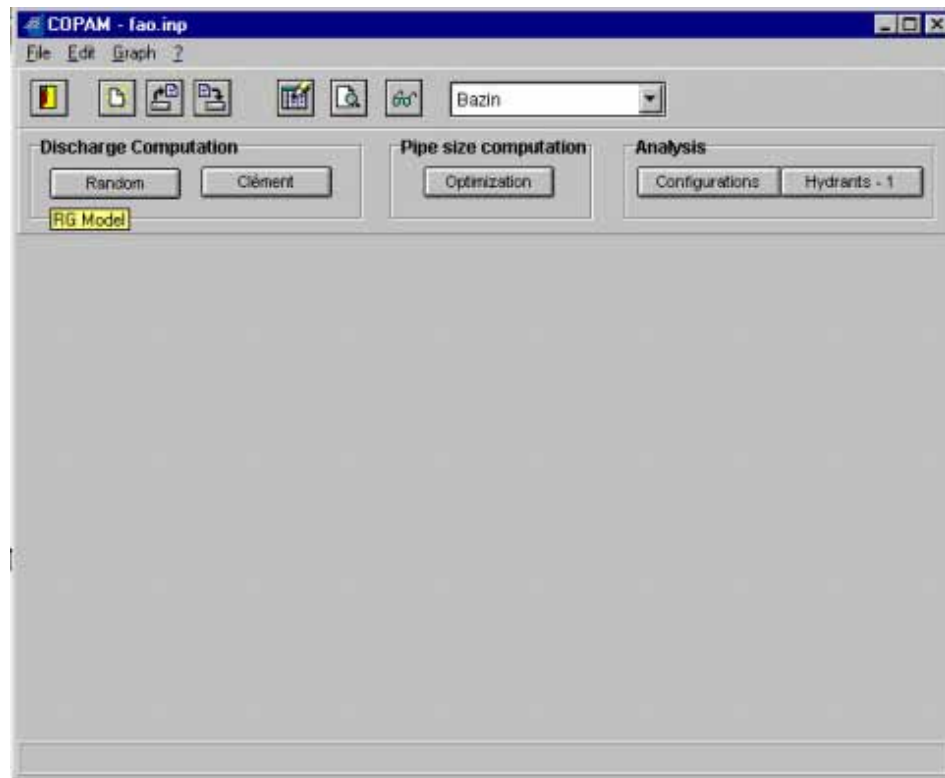 COPAM - fao.inp
File Edit Graph ?
Bazin
Discharge Computation Pipe size computation Analysis
Random Clément Optimization Configurations Hydrants - 1
RG Model